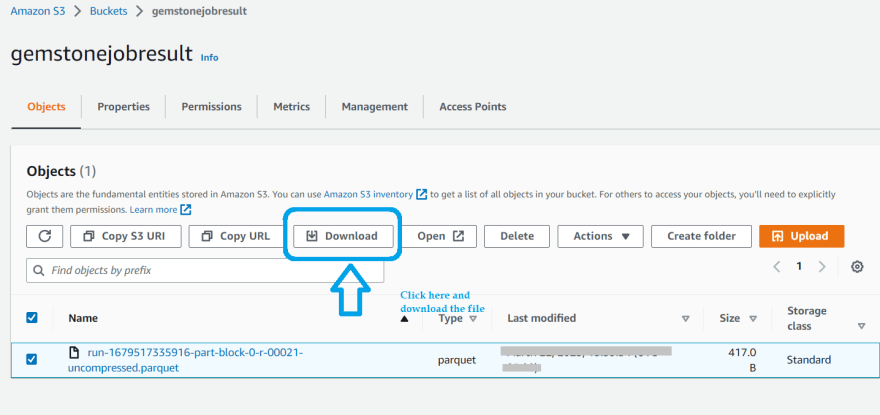 Amazon S3 > Buckets > gemstonejobresult
gemstonejobresult Info
Objects Properties Permissions Metrics Management Access Points
Objects (1)
Objects are the fundamental entities stored in Amazon S3. You can use Amazon S3 inventory to get a list of all objects in your bucket. For others to access your objects, you'll need to explicitly
grant them permissions. Learn more
Copy S3 URI Copy URL Download Open Delete Actions Create folder Upload
Find objects by prefix 1
Click here and
download the file
Name Type Last modified Size Storage
class
run-1679517335916-part-block-0-r-00021-
uncompressed.parquet
parquet
417.0
B
Standard